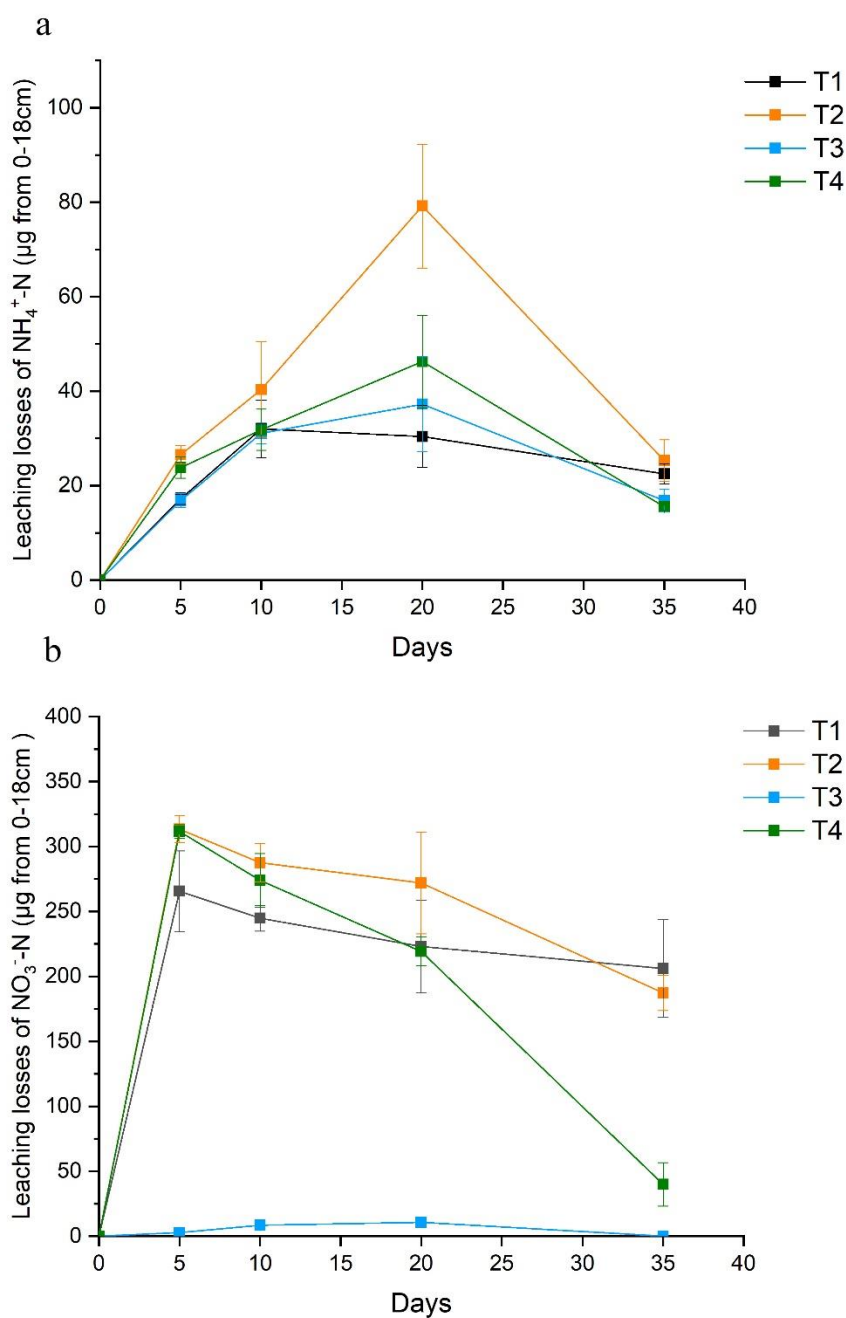 a
Leaching losses of NH₄⁺-N (µg from 0-18cm)
100
80
60
40
20
0
0 5 10 15 20 25 30 35 40
Days
T1
T2
T3
T4
b
Leaching losses of NO₃⁻-N (µg from 0-18cm )
400
350
300
250
200
150
100
50
0
0 5 10 15 20 25 30 35 40
Days
T1
T2
T3
T4